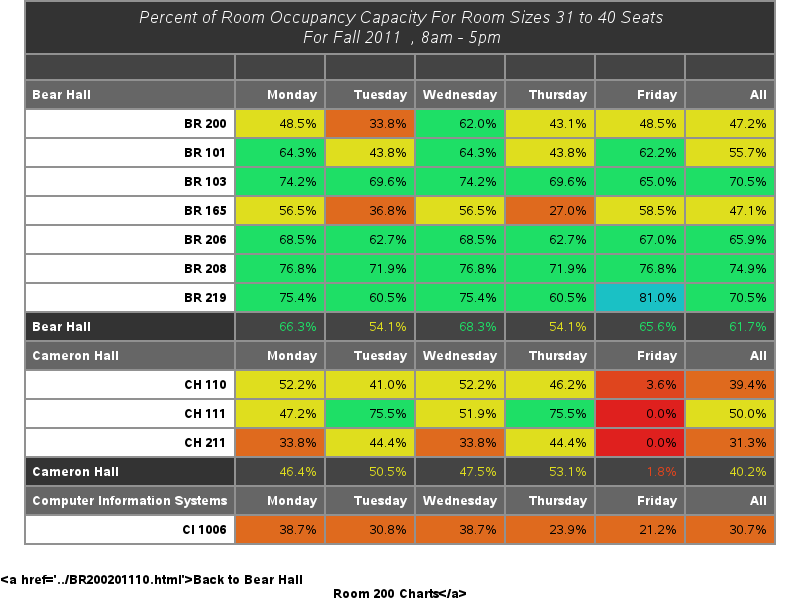 Percent of Room Occupancy Capacity For Room Sizes 31 to 40 Seats
For Fall 2011 , 8am - 5pm
Bear Hall Monday Tuesday Wednesday Thursday Friday All
BR 200 48.5% 33.8% 62.0% 43.1% 48.5% 47.2%
BR 101 64.3% 43.8% 64.3% 43.8% 62.2% 55.7%
BR 103 74.2% 69.6% 74.2% 69.6% 65.0% 70.5%
BR 165 56.5% 36.8% 56.5% 27.0% 58.5% 47.1%
BR 206 68.5% 62.7% 68.5% 62.7% 67.0% 65.9%
BR 208 76.8% 71.9% 76.8% 71.9% 76.8% 74.9%
BR 219 75.4% 60.5% 75.4% 60.5% 81.0% 70.5%
Bear Hall 66.3% 54.1% 68.3% 54.1% 65.6% 61.7%
Cameron Hall Monday Tuesday Wednesday Thursday Friday All
CH 110 52.2% 41.0% 52.2% 46.2% 3.6% 39.4%
CH 111 47.2% 75.5% 51.9% 75.5% 0.0% 50.0%
CH 211 33.8% 44.4% 33.8% 44.4% 0.0% 31.3%
Cameron Hall 46.4% 50.5% 47.5% 53.1% 1.8% 40.2%
Computer Information Systems Monday Tuesday Wednesday Thursday Friday All
CI 1006 38.7% 30.8% 38.7% 23.9% 21.2% 30.7%
<a href='../BR200201110.html'>Back to Bear Hall
Room 200 Charts</a>